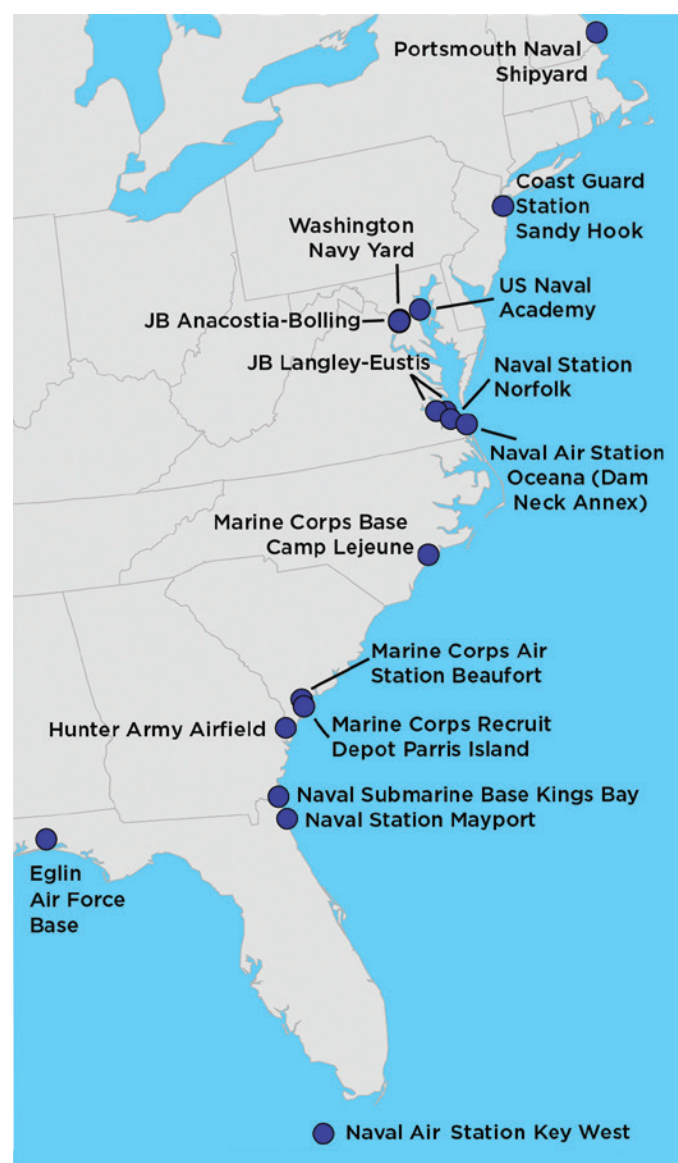 Portsmouth Naval
Shipyard
Coast Guard
Station
Sandy Hook
Washington
Navy Yard
US Naval
Academy
JB Anacostia-Bolling
JB Langley-Eustis
Naval Station
Norfolk
Naval Air Station
Oceana (Dam
Neck Annex)
Marine Corps Base
Camp Lejeune
Marine Corps Air
Station Beaufort
Hunter Army Airfield
Marine Corps Recruit
Depot Parris Island
Naval Submarine Base Kings Bay
Naval Station Mayport
Eglin
Air Force
Base
Naval Air Station Key West